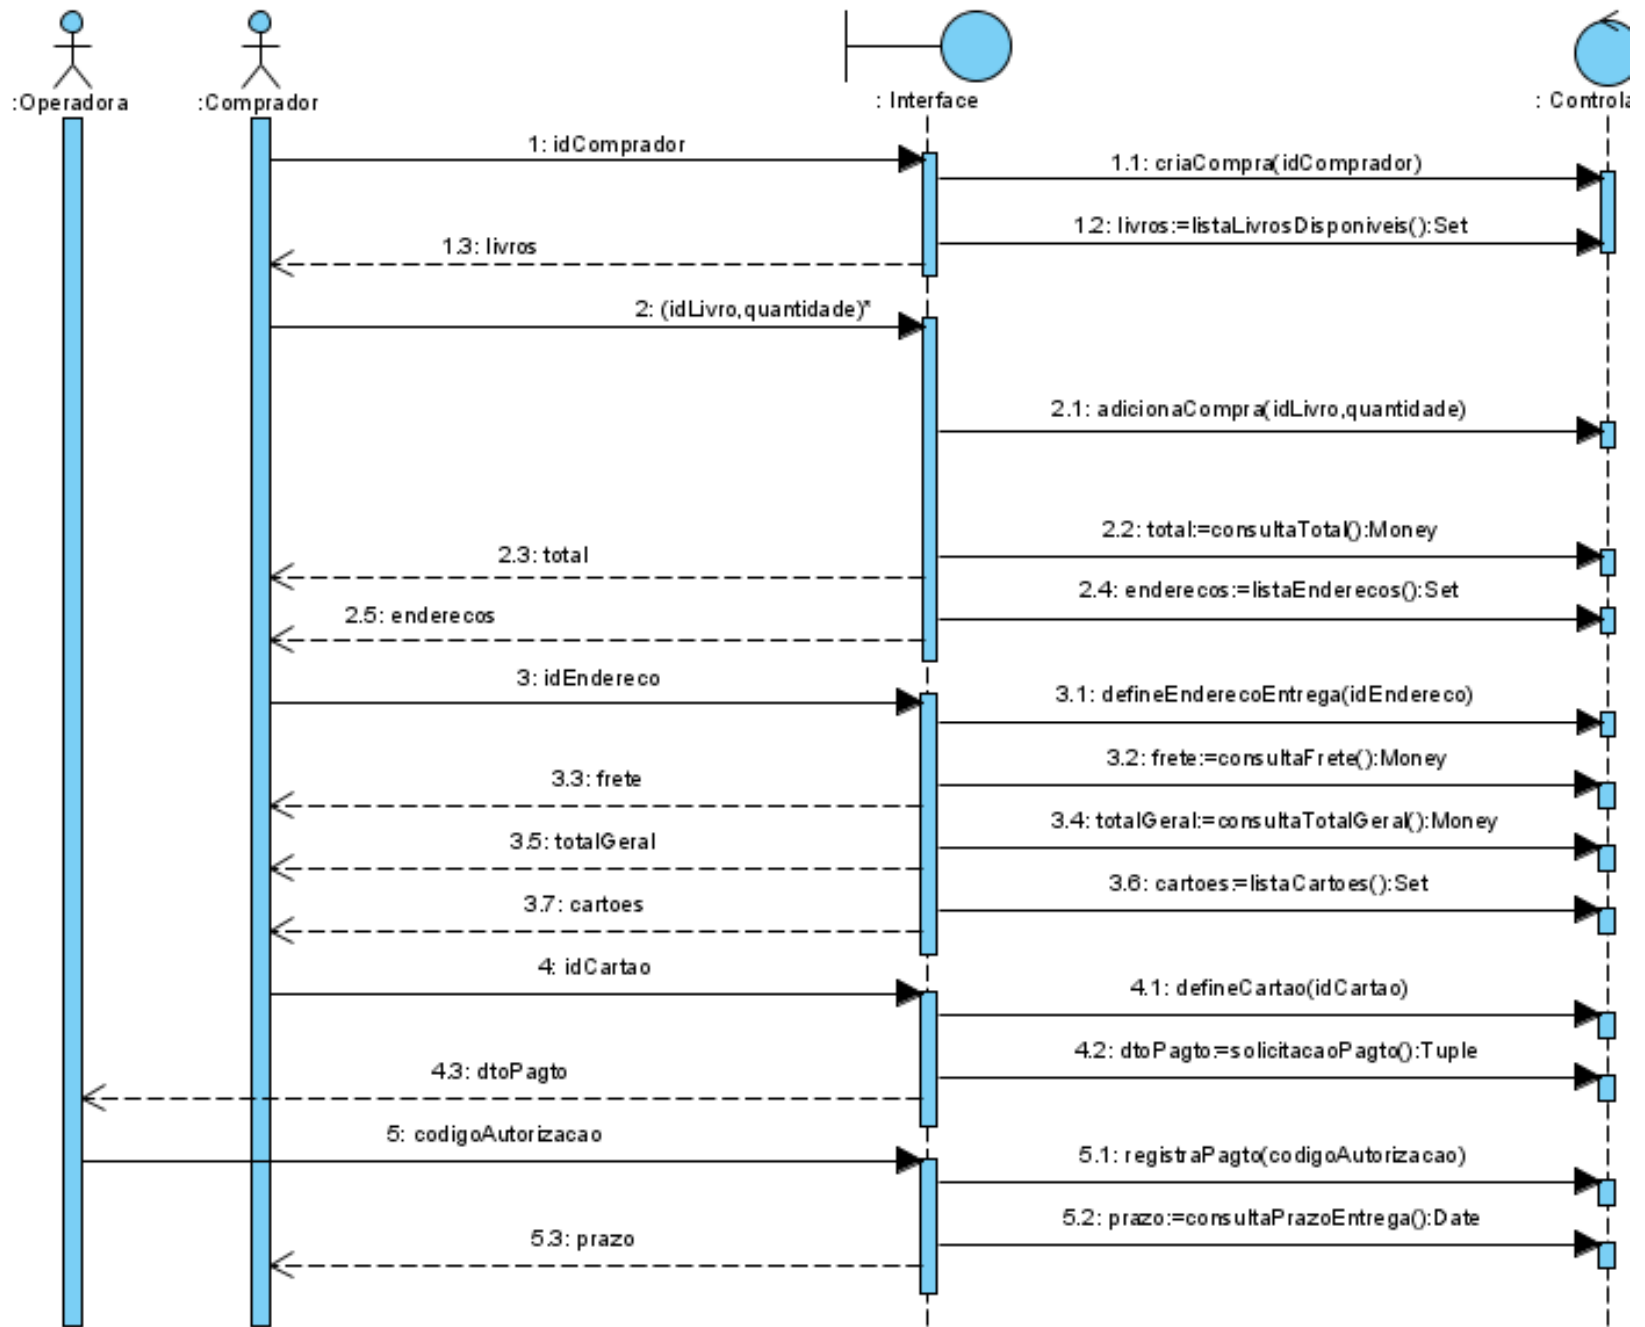 :Operadora
:Comprador
: Interface
: Controla
1: idComprador
1.1: criaCompra(idComprador)
1.2: livros:=listaLivrosDisponiveis():Set
1.3: livros
2: (idLivro,quantidade)*
2.1: adicionaCompra(idLivro,quantidade)
2.2: total:=consultaTotal():Money
2.3: total
2.4: enderecos:=listaEnderecos():Set
2.5: enderecos
3: idEndereco
3.1: defineEnderecoEntrega(idEndereco)
3.2: frete:=consultaFrete():Money
3.3: frete
3.4: totalGeral:=consultaTotalGeral():Money
3.5: totalGeral
3.6: cartoes:=listaCartoes():Set
3.7: cartoes
4: idCartao
4.1: defineCartao(idCartao)
4.2: dtoPagto:=solicitacaoPagto():Tuple
4.3: dtoPagto
5: codigoAutorizacao
5.1: registraPagto(codigoAutorizacao)
5.2: prazo:=consultaPrazoEntrega():Date
5.3: prazo